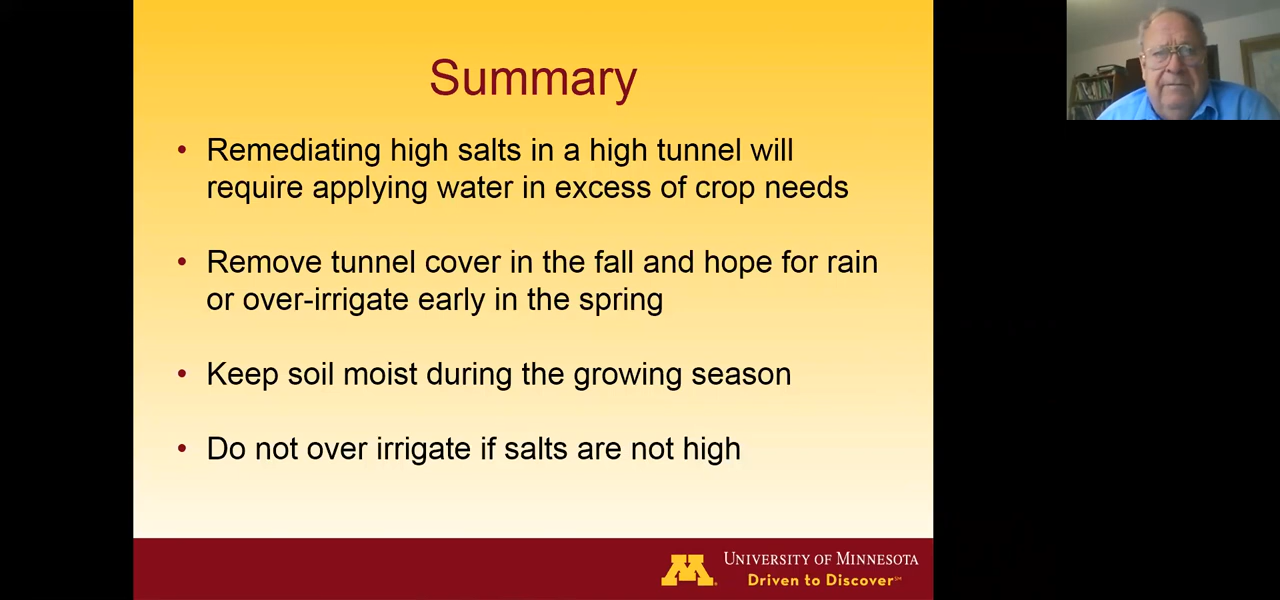 Summary
• Remediating high salts in a high tunnel will
require applying water in excess of crop needs
• Remove tunnel cover in the fall and hope for rain
or over-irrigate early in the spring
• Keep soil moist during the growing season
• Do not over irrigate if salts are not high
M
UNIVERSITY OF MINNESOTA
Driven to Discover℠